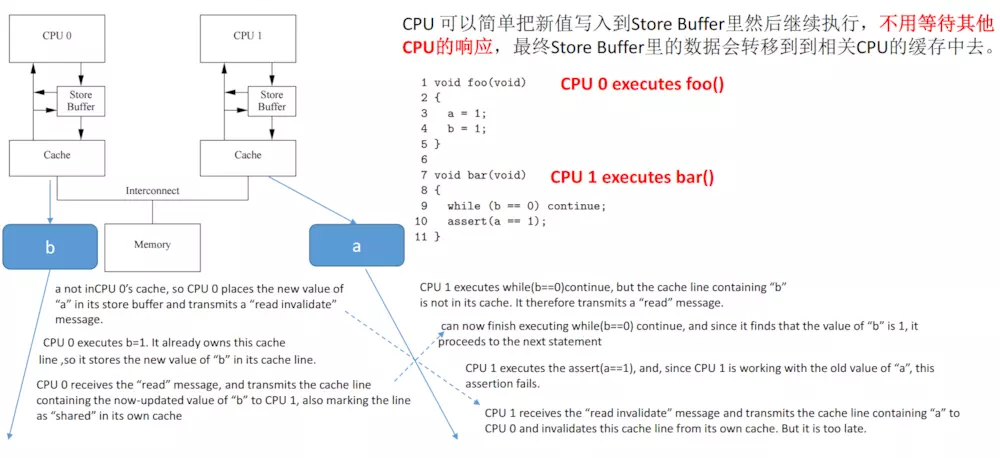 CPU 0
CPU 1
Store
Buffer
Store
Buffer
Cache
Cache
Interconnect
Memory
b
a
CPU 可以简单把新值写入到Store Buffer里然后继续执行，不用等待其他
CPU的响应，最终Store Buffer里的数据会转移到到相关CPU的缓存中去。
1 void foo(void)
2 {
3 a = 1;
4 b = 1;
5 }
6
7 void bar(void)
8 {
9 while (b == 0) continue;
10 assert(a == 1);
11 }
CPU 0 executes foo()
CPU 1 executes bar()
a not inCPU 0’s cache, so CPU 0 places the new value of
“a” in its store buffer and transmits a “read invalidate”
message.
CPU 0 executes b=1. It already owns this cache
line ,so it stores the new value of “b” in its cache line.
CPU 0 receives the “read” message, and transmits the cache line
containing the now-updated value of “b” to CPU 1, also marking the line
as “shared” in its own cache
CPU 1 executes while(b==0)continue, but the cache line containing “b”
is not in its cache. It therefore transmits a “read” message.
can now finish executing while(b==0) continue, and since it finds that the value of “b” is 1, it
proceeds to the next statement
CPU 1 executes the assert(a==1), and, since CPU 1 is working with the old value of “a”, this
assertion fails.
CPU 1 receives the “read invalidate” message and transmits the cache line containing “a” to
CPU 0 and invalidates this cache line from its own cache. But it is too late.